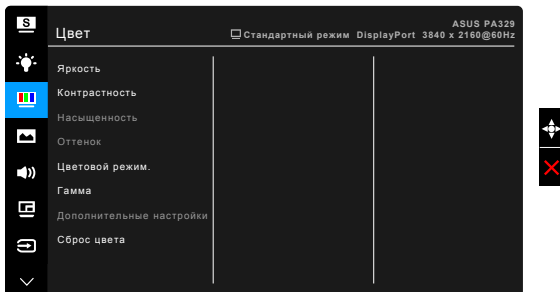 S
ASUS PA329
Цвет
Стандартный режим DisplayPort 3840 x 2160@60Hz
Яркость
Контрастность
Насыщенность
Оттенок
Цветовой режим.
Гамма
Дополнительные настройки
Сброс цвета